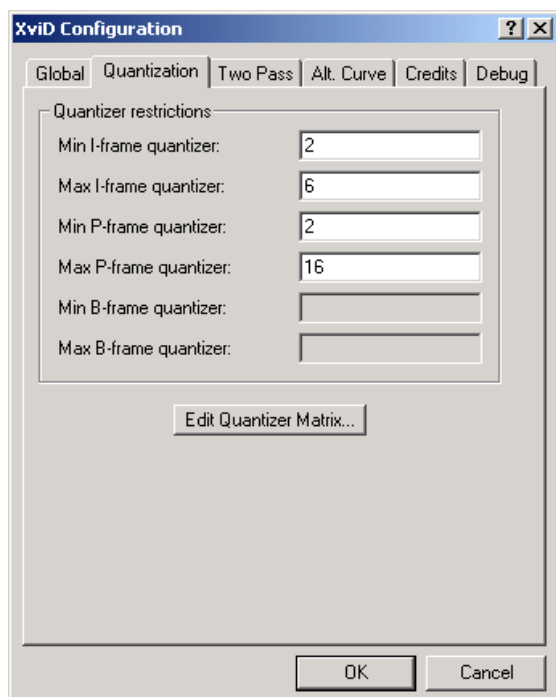 XviD Configuration
Global Quantization Two Pass Alt. Curve Credits Debug
Quantizer restrictions
Min I-frame quantizer: 2
Max I-frame quantizer: 6
Min P-frame quantizer: 2
Max P-frame quantizer: 16
Min B-frame quantizer:
Max B-frame quantizer:
Edit Quantizer Matrix...
OK Cancel